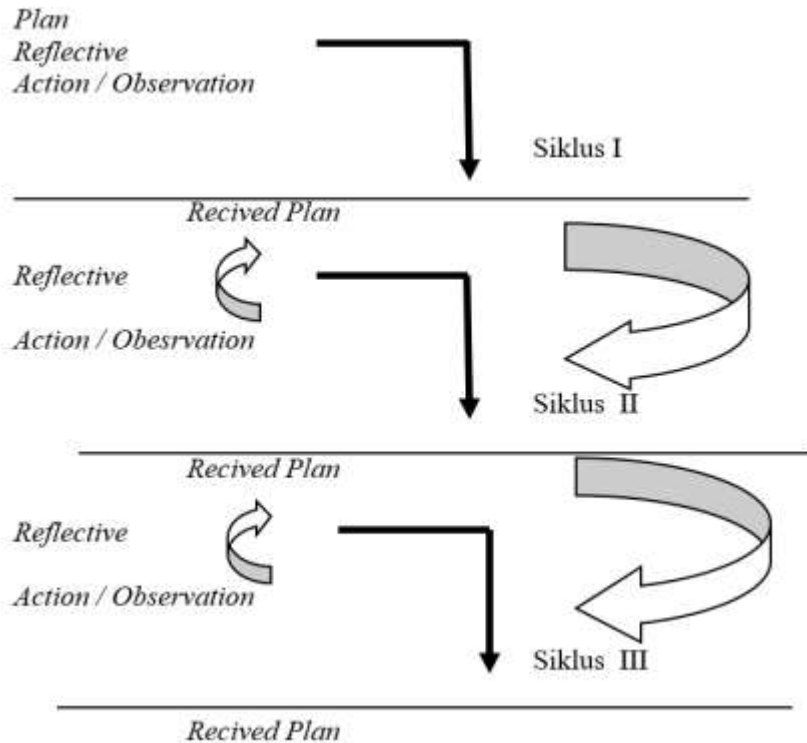 Plan
Reflective
Action / Observation
Siklus I
Recived Plan
Reflective
Action / Obesrvation
Siklus II
Recived Plan
Reflective
Action / Observation
Siklus III
Recived Plan